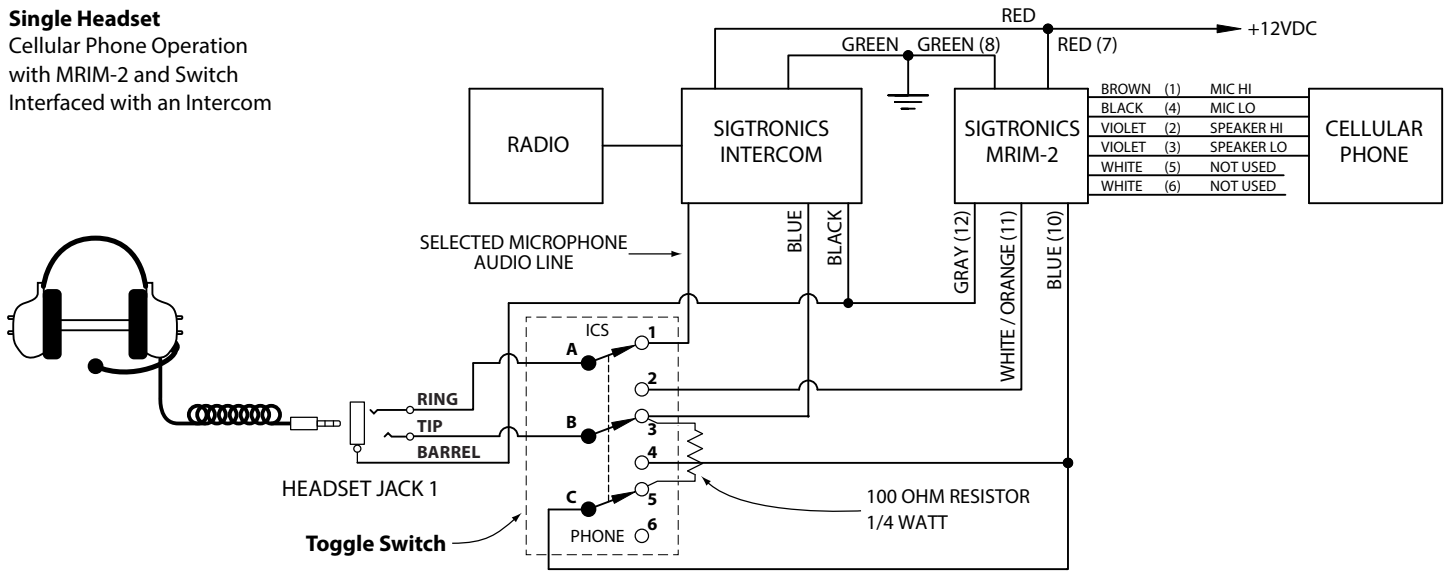 Single Headset
Cellular Phone Operation
with MRIM-2 and Switch
Interfaced with an Intercom
RED
+12VDC
GREEN
GREEN (8)
RED (7)
RADIO
SIGTRONICS
INTERCOM
SIGTRONICS
MRIM-2
BROWN (1) MIC HI
BLACK (4) MIC LO
VIOLET (2) SPEAKER HI
VIOLET (3) SPEAKER LO
WHITE (5) NOT USED
WHITE (6) NOT USED
CELLULAR
PHONE
SELECTED MICROPHONE
AUDIO LINE
BLUE
BLACK
GRAY (12)
WHITE / ORANGE (11)
BLUE (10)
ICS
1
A
2
RING
B
3
TIP
BARREL
4
HEADSET JACK 1
C
5
100 OHM RESISTOR
1/4 WATT
PHONE
6
Toggle Switch